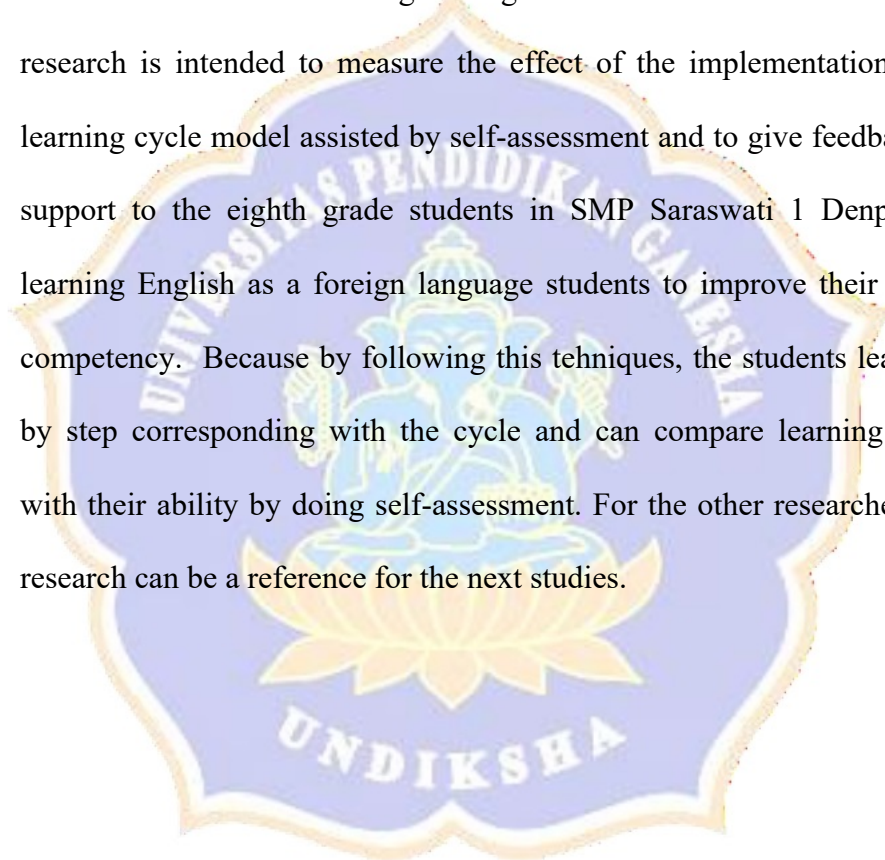 research is intended to measure the effect of the implementation
learning cycle model assisted by self-assessment and to give
support to the eighth grade students in SMP Saraswati 1
learning English as a foreign language students to improve their
competency. Because by following this tehniques, the students
by step corresponding with the cycle and can compare learning
with their ability by doing self-assessment. For the other
research can be a reference for the next studies.
UNIVERSITAS PENDIDIKAN GANESHA
UNDIKSHA